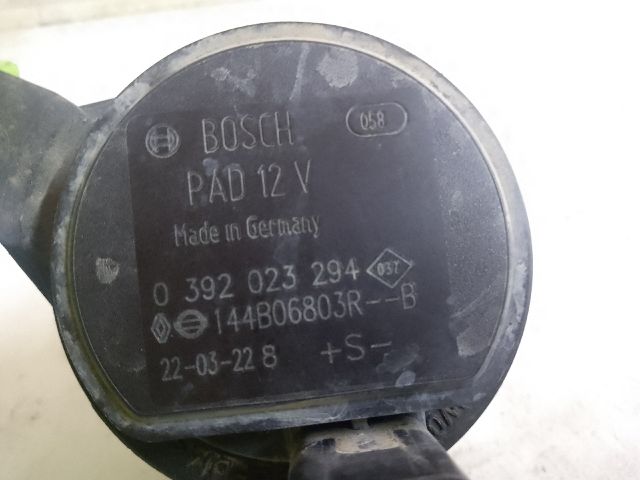 BOSCH 058
PAD 12 V
Made in Germany
0 392 023 294 037
144B06803R--B
22-03-22 8 +S-